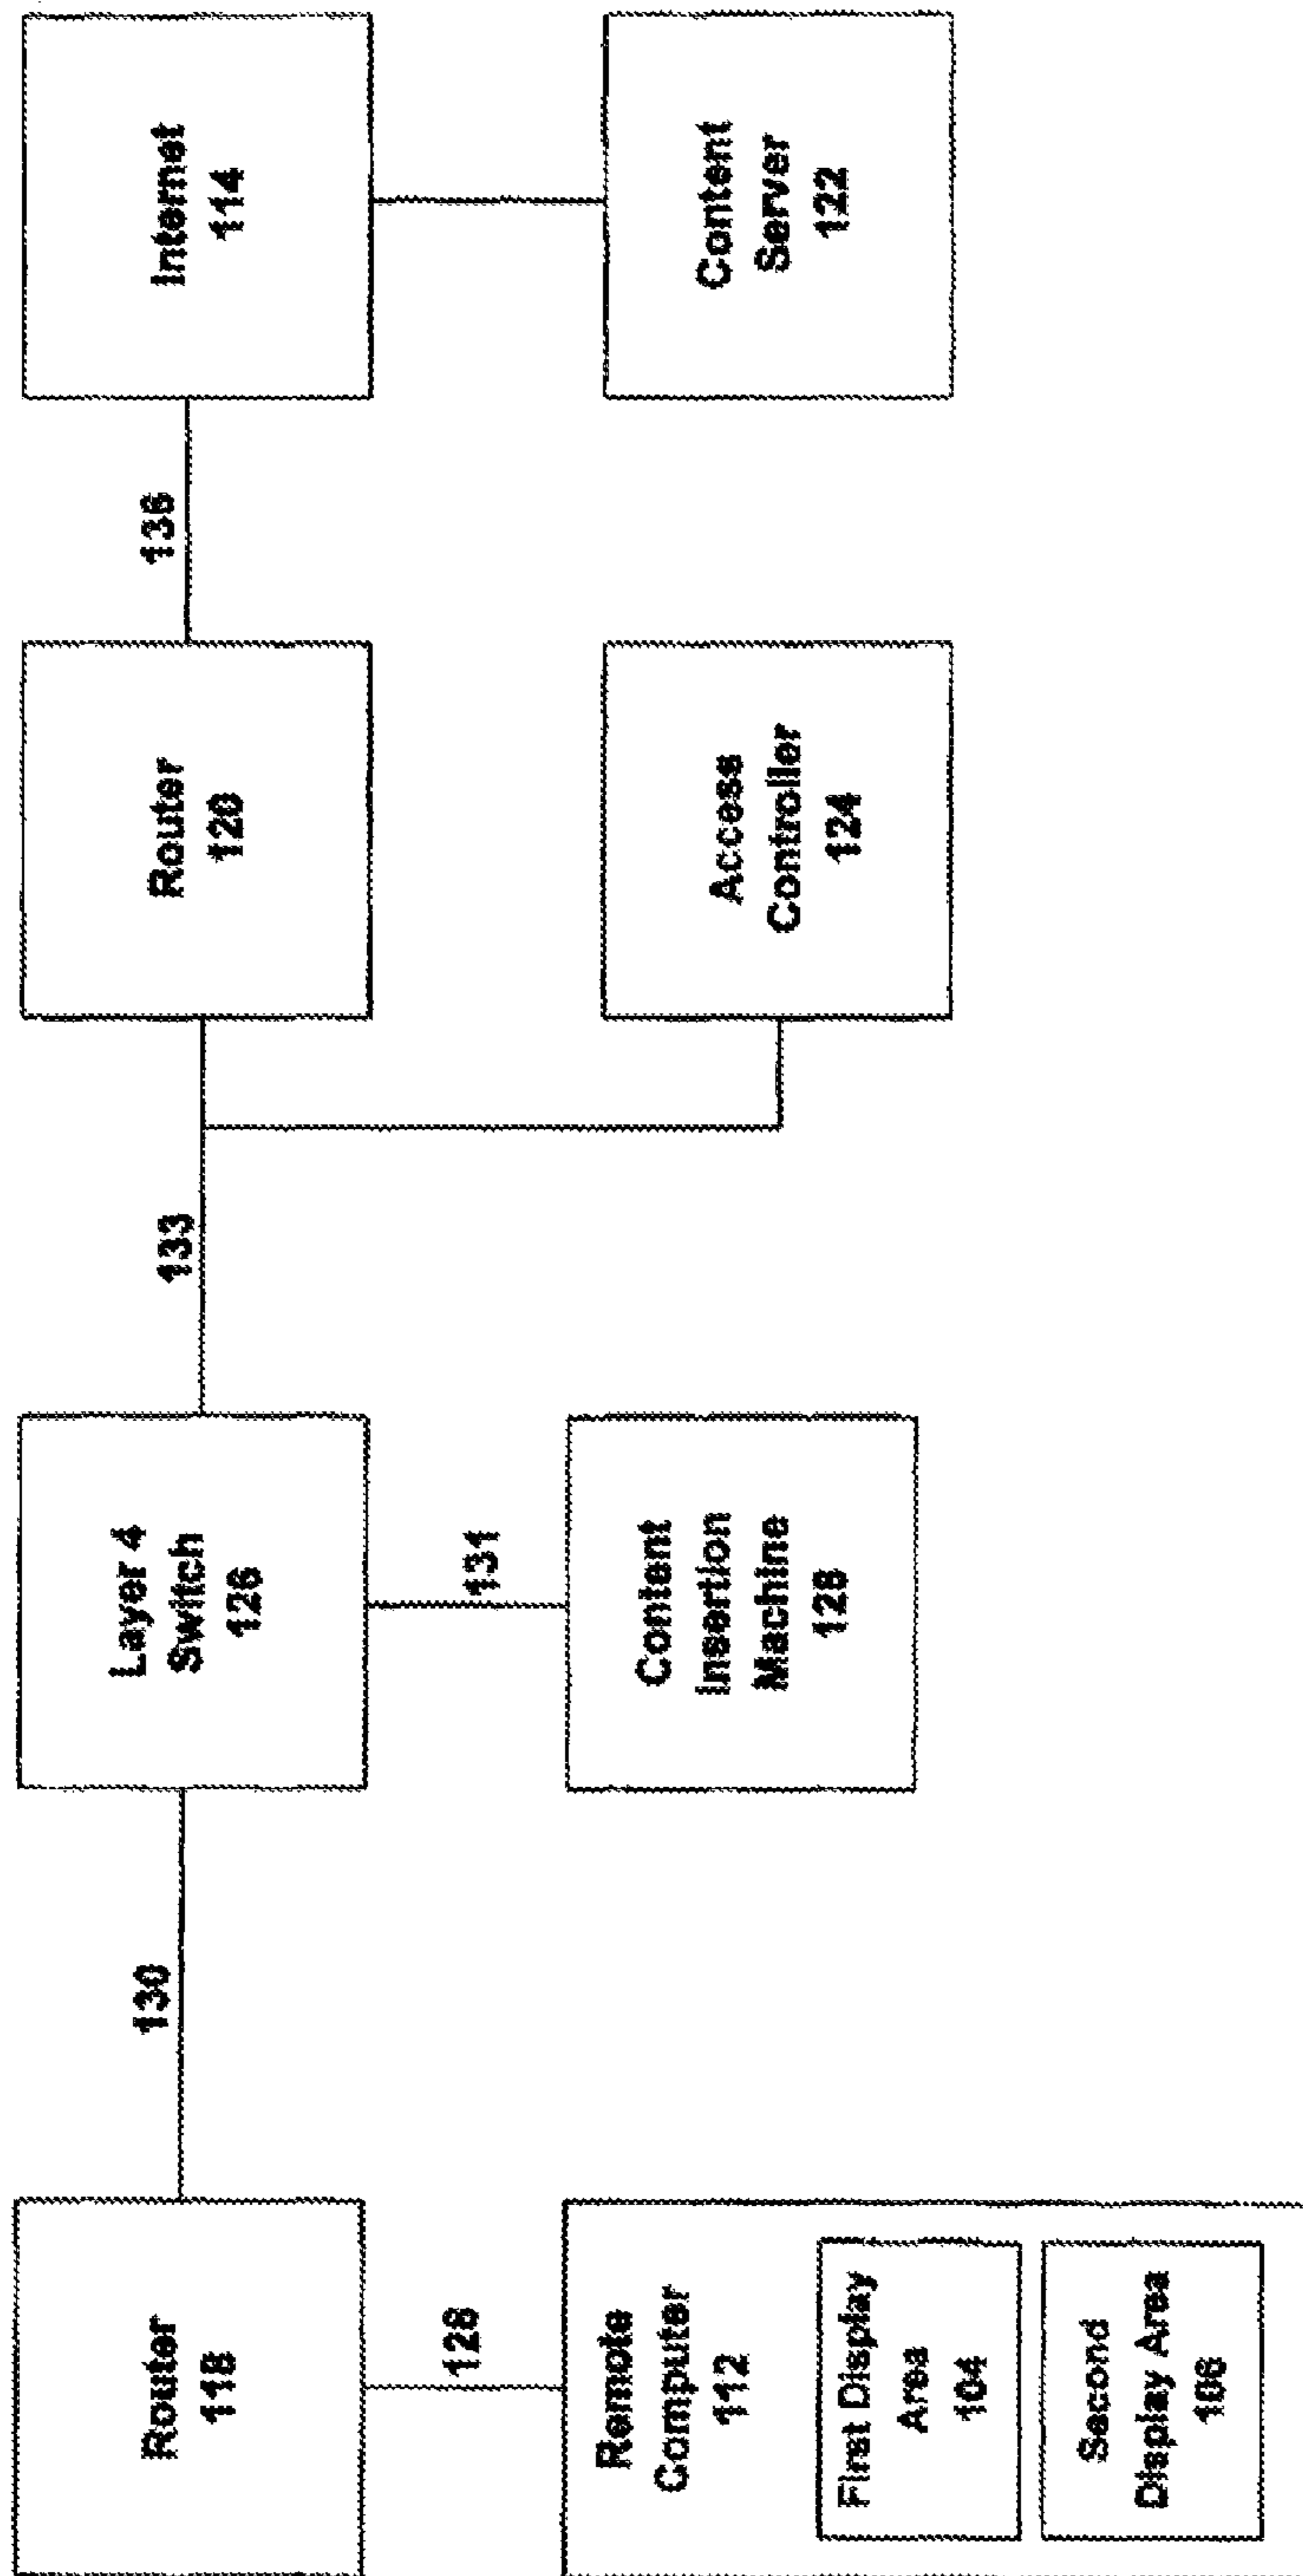 Router
118
130
Layer 4
Switch
126
133
Router
120
136
Internet
114
128
131
Remote
Computer
112
First Display
Area
104
Second
Display Area
106
Content
Insertion
Machine
128
Access
Controller
124
Content
Server
122